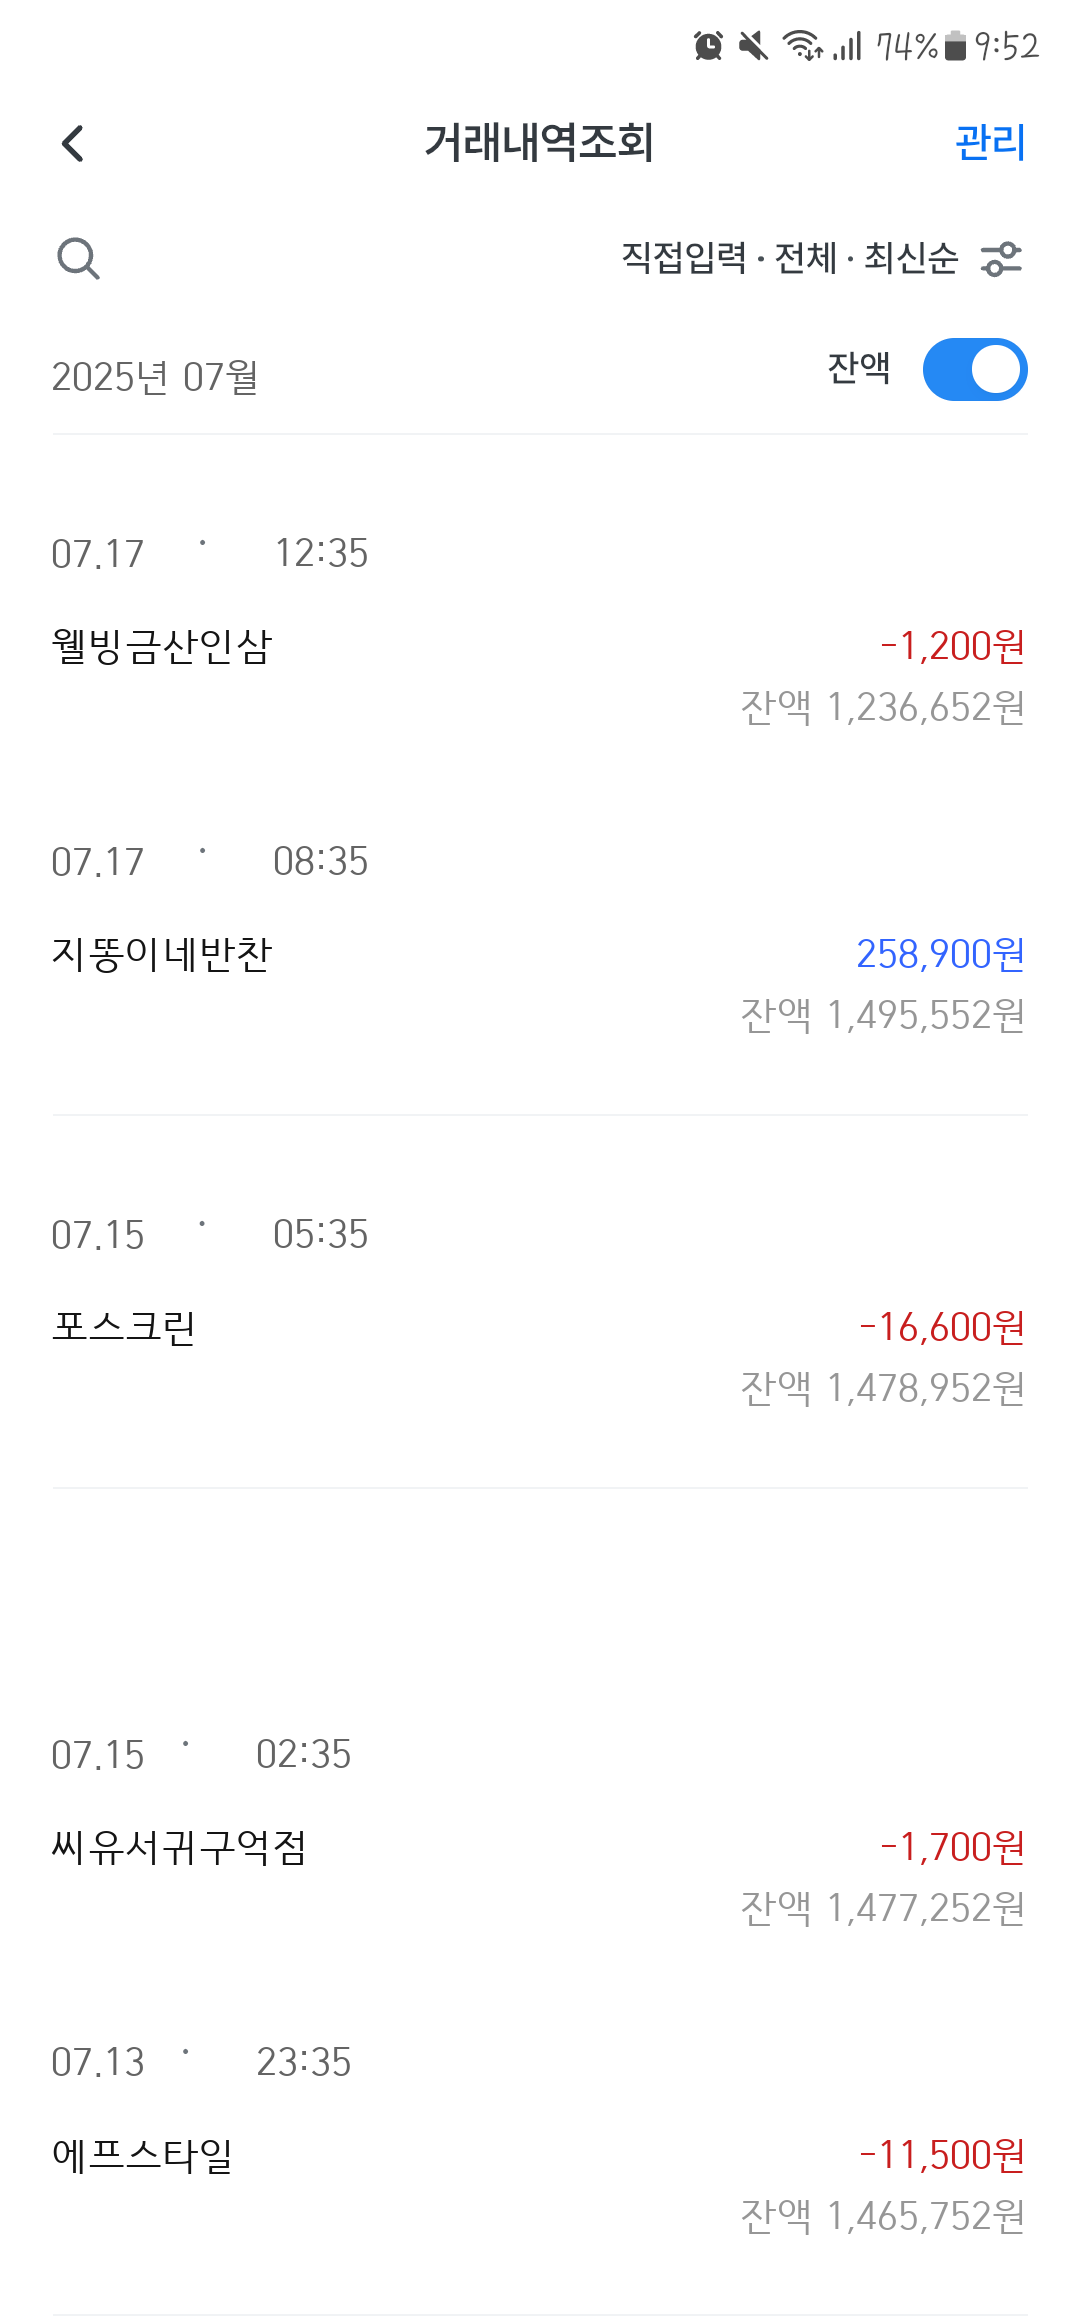 74% 9:52
거래내역조회 관리
직접입력 · 전체 · 최신순
2025년 07월 잔액
07.17 · 12:35
웰빙금산인삼 -1,200원
잔액 1,236,652원
07.17 · 08:35
지똥이네반찬 258,900원
잔액 1,495,552원
07.15 · 05:35
포스크린 -16,600원
잔액 1,478,952원
07.15 · 02:35
씨유서귀구억점 -1,700원
잔액 1,477,252원
07.13 · 23:35
에프스타일 -11,500원
잔액 1,465,752원